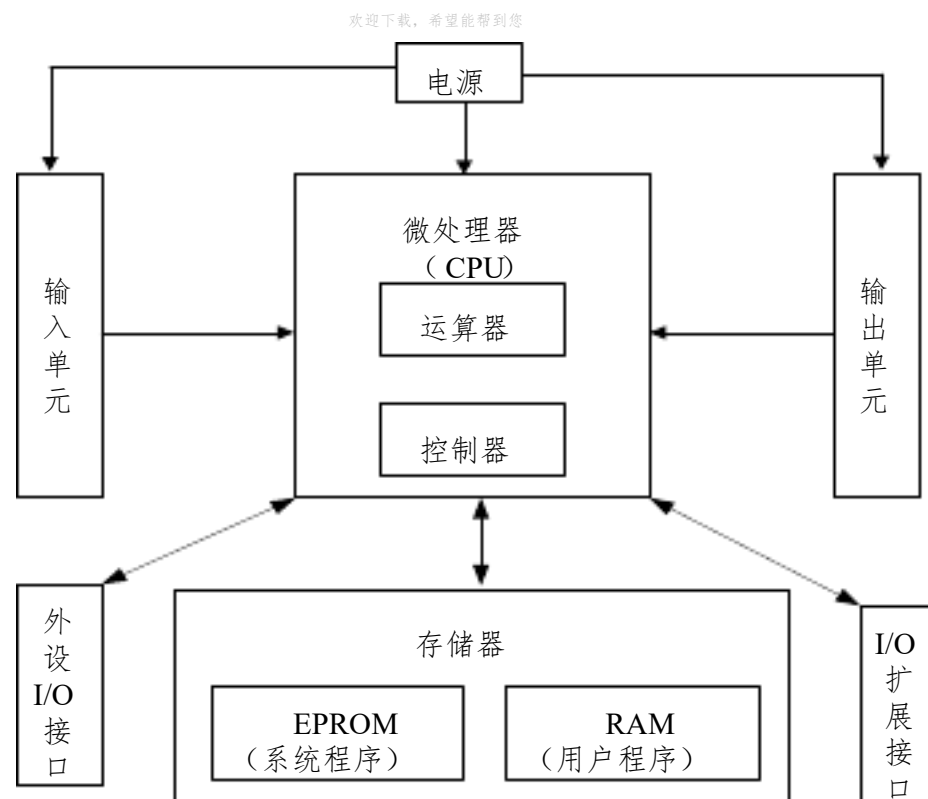 欢迎下载，希望能帮到您
电源
微处理器
（ CPU）
运算器
控制器
输
入
单
元
输
出
单
元
外
设
I/O
接
口
存储器
EPROM
（系统程序）
RAM
（用户程序）
I/O
扩
展
接
口